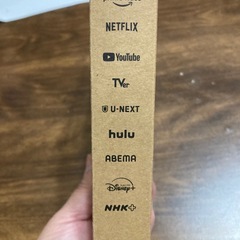 NETFLIX
YouTube
TVer
U-NEXT
hulu
ABEMA
Disney+
NHK+